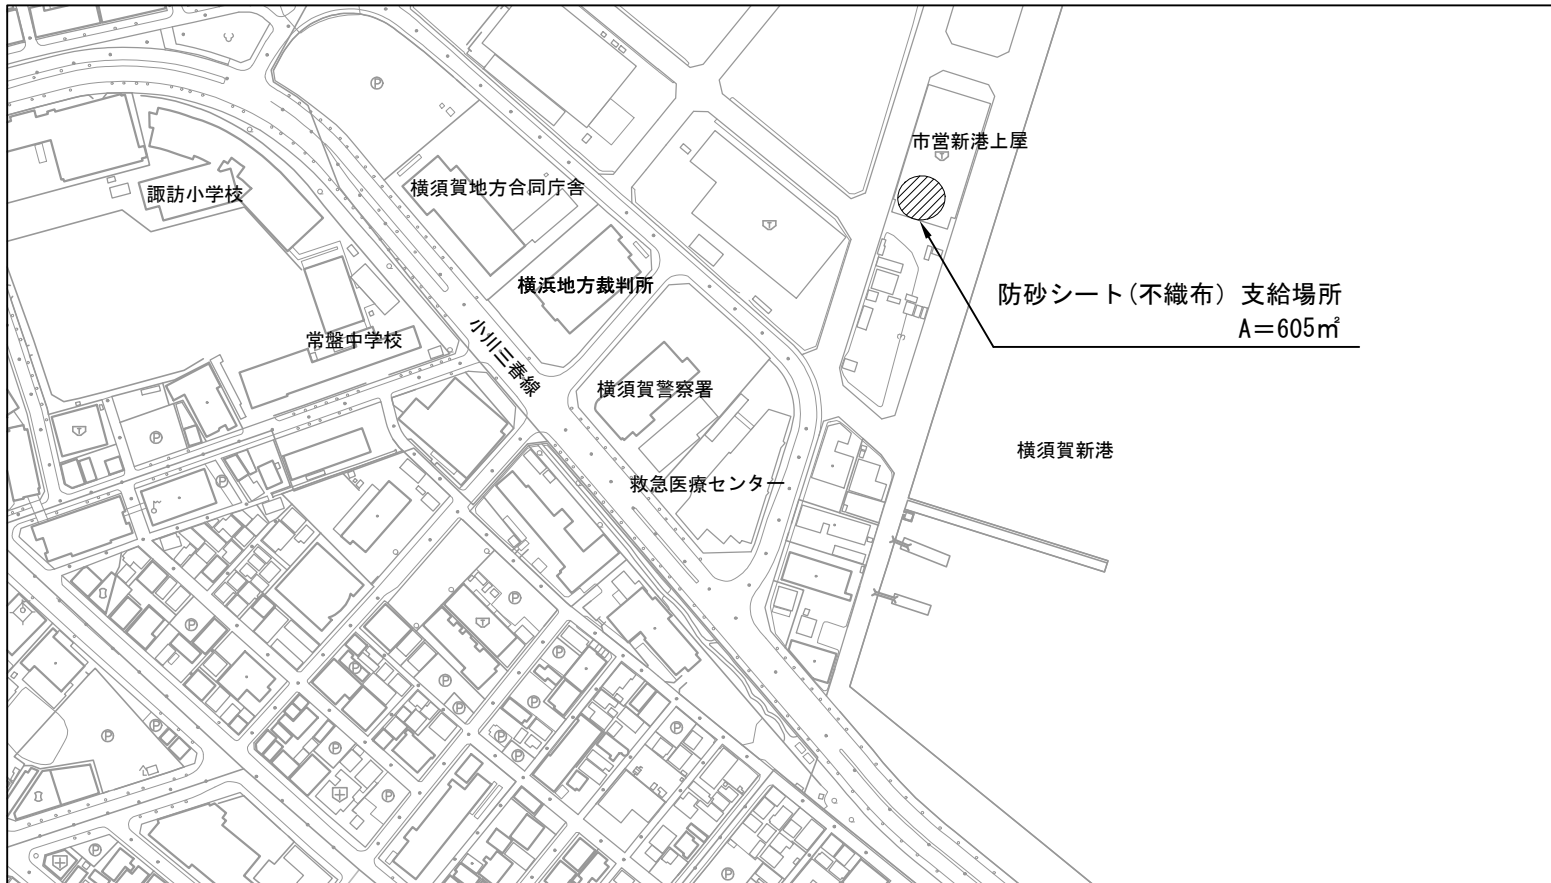 市営新港上屋
諏訪小学校
横須賀地方合同庁舎
横浜地方裁判所
防砂シート(不織布) 支給場所
A=605㎡
常盤中学校
小川三春線
横須賀警察署
横須賀新港
救急医療センター